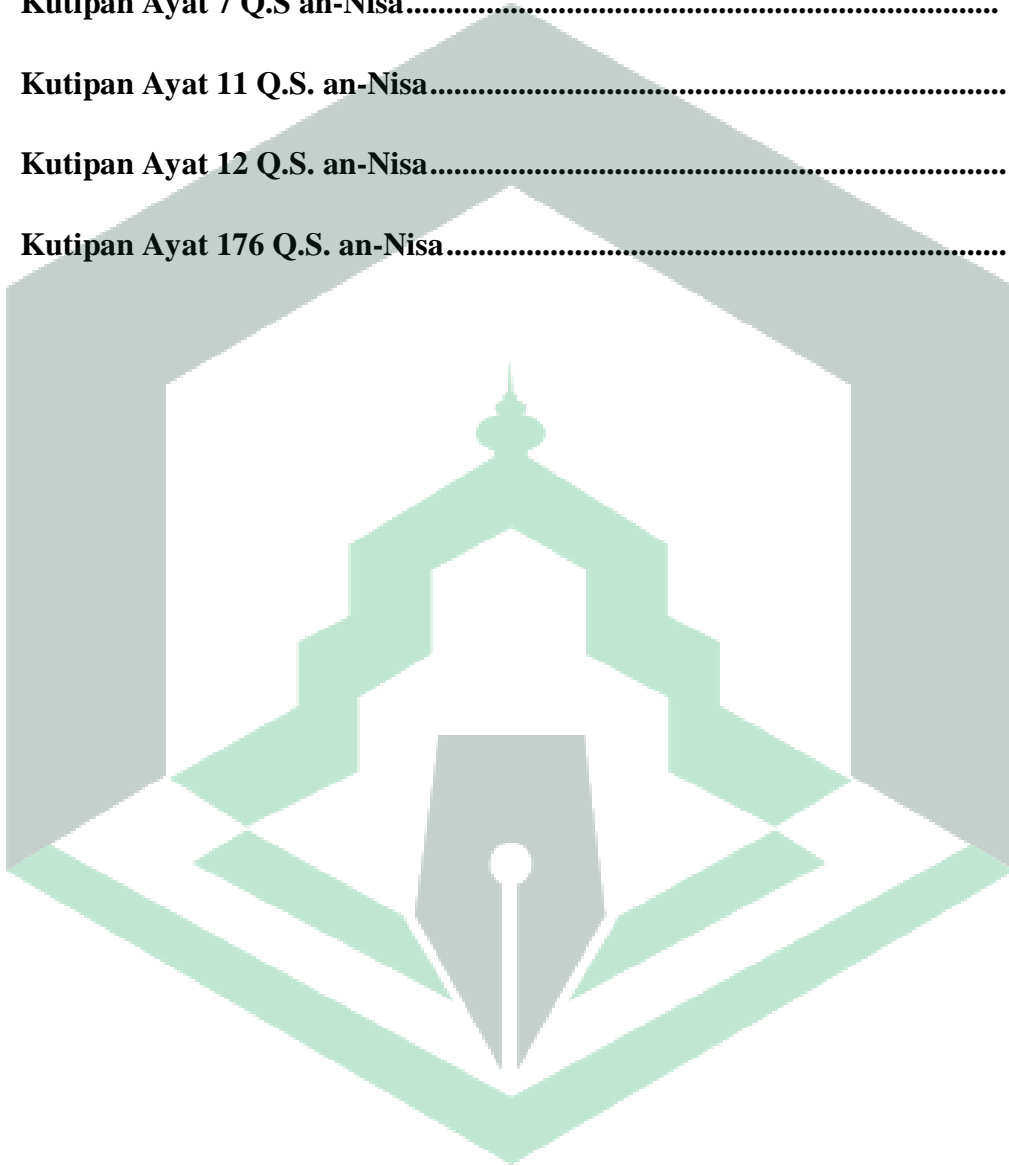 Kutipan Ayat 7 Q.S an-Nisa...........................................................................
Kutipan Ayat 11 Q.S. an-Nisa.........................................................................
Kutipan Ayat 12 Q.S. an-Nisa.........................................................................
Kutipan Ayat 176 Q.S. an-Nisa.......................................................................